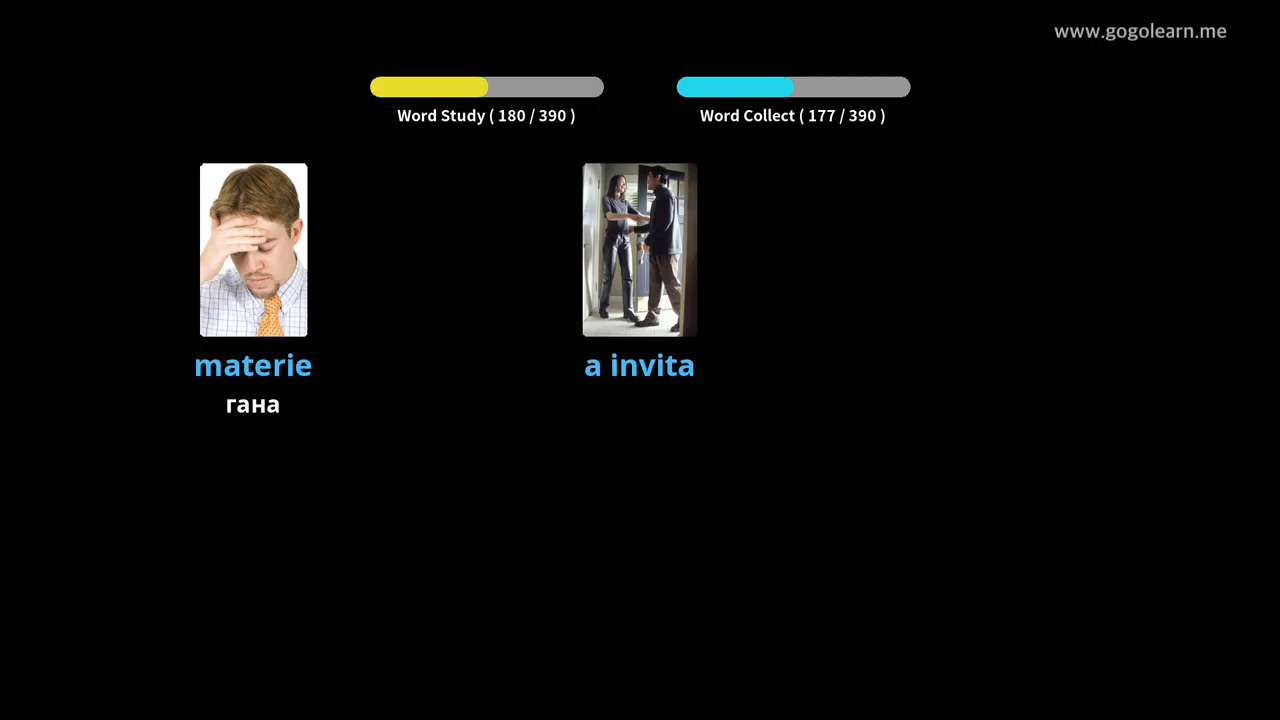 www.gogolearn.me
Word Study ( 180 / 390 )
Word Collect ( 177 / 390 )
materie
a invita
гана